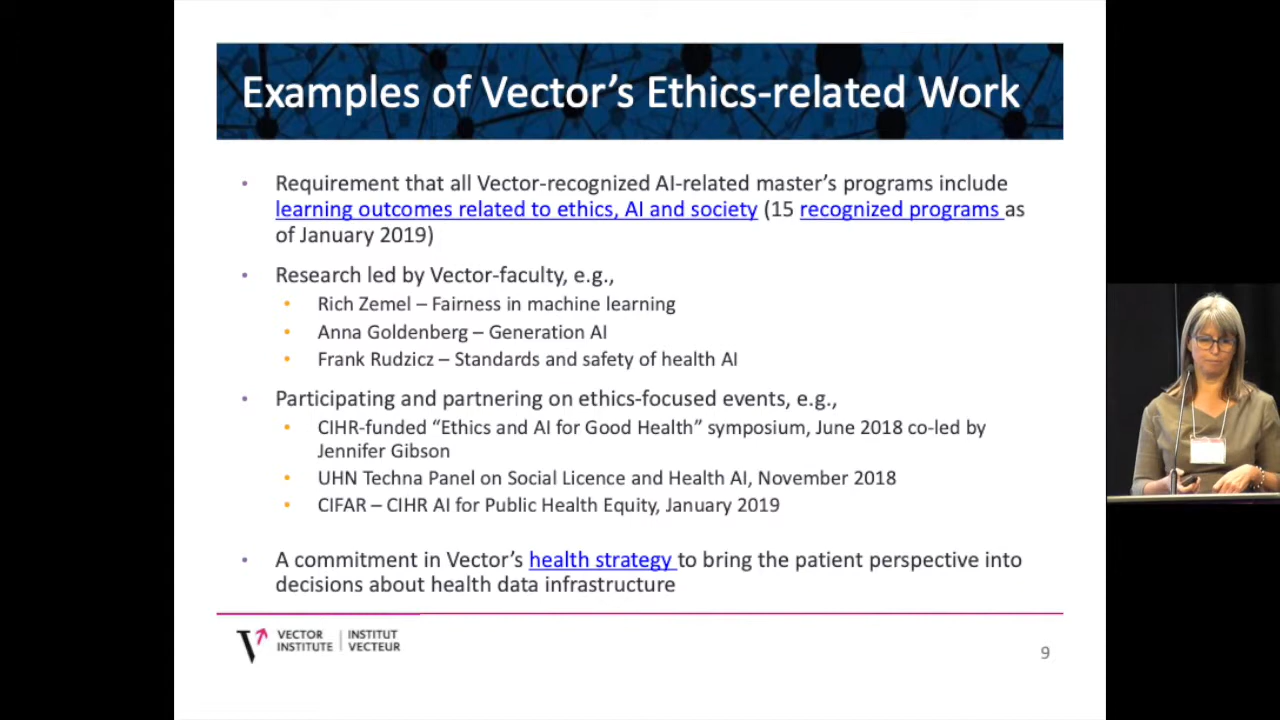 Examples of Vector's Ethics-related Work
• Requirement that all Vector-recognized AI-related master's programs include
learning outcomes related to ethics, AI and society (15 recognized programs as
of January 2019)
• Research led by Vector-faculty, e.g.,
• Rich Zemel – Fairness in machine learning
• Anna Goldenberg – Generation AI
• Frank Rudzicz – Standards and safety of health AI
• Participating and partnering on ethics-focused events, e.g.,
• CIHR-funded “Ethics and AI for Good Health” symposium, June 2018 co-led by
Jennifer Gibson
• UHN Techna Panel on Social Licence and Health AI, November 2018
• CIFAR – CIHR AI for Public Health Equity, January 2019
• A commitment in Vector's health strategy to bring the patient perspective into
decisions about health data infrastructure
VECTOR INSTITUTE | INSTITUT VECTEUR
9